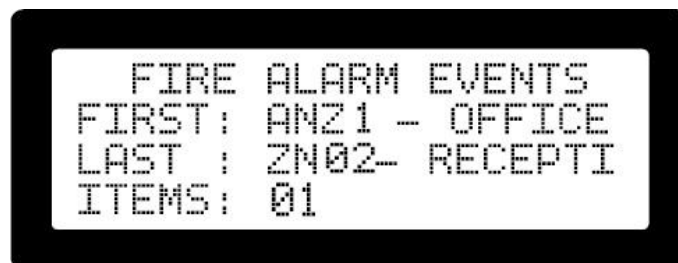 FIRE ALARM EVENTS
FIRST: ANZ1 - OFFICE
LAST : ZN02- RECEPTI
ITEMS: 01